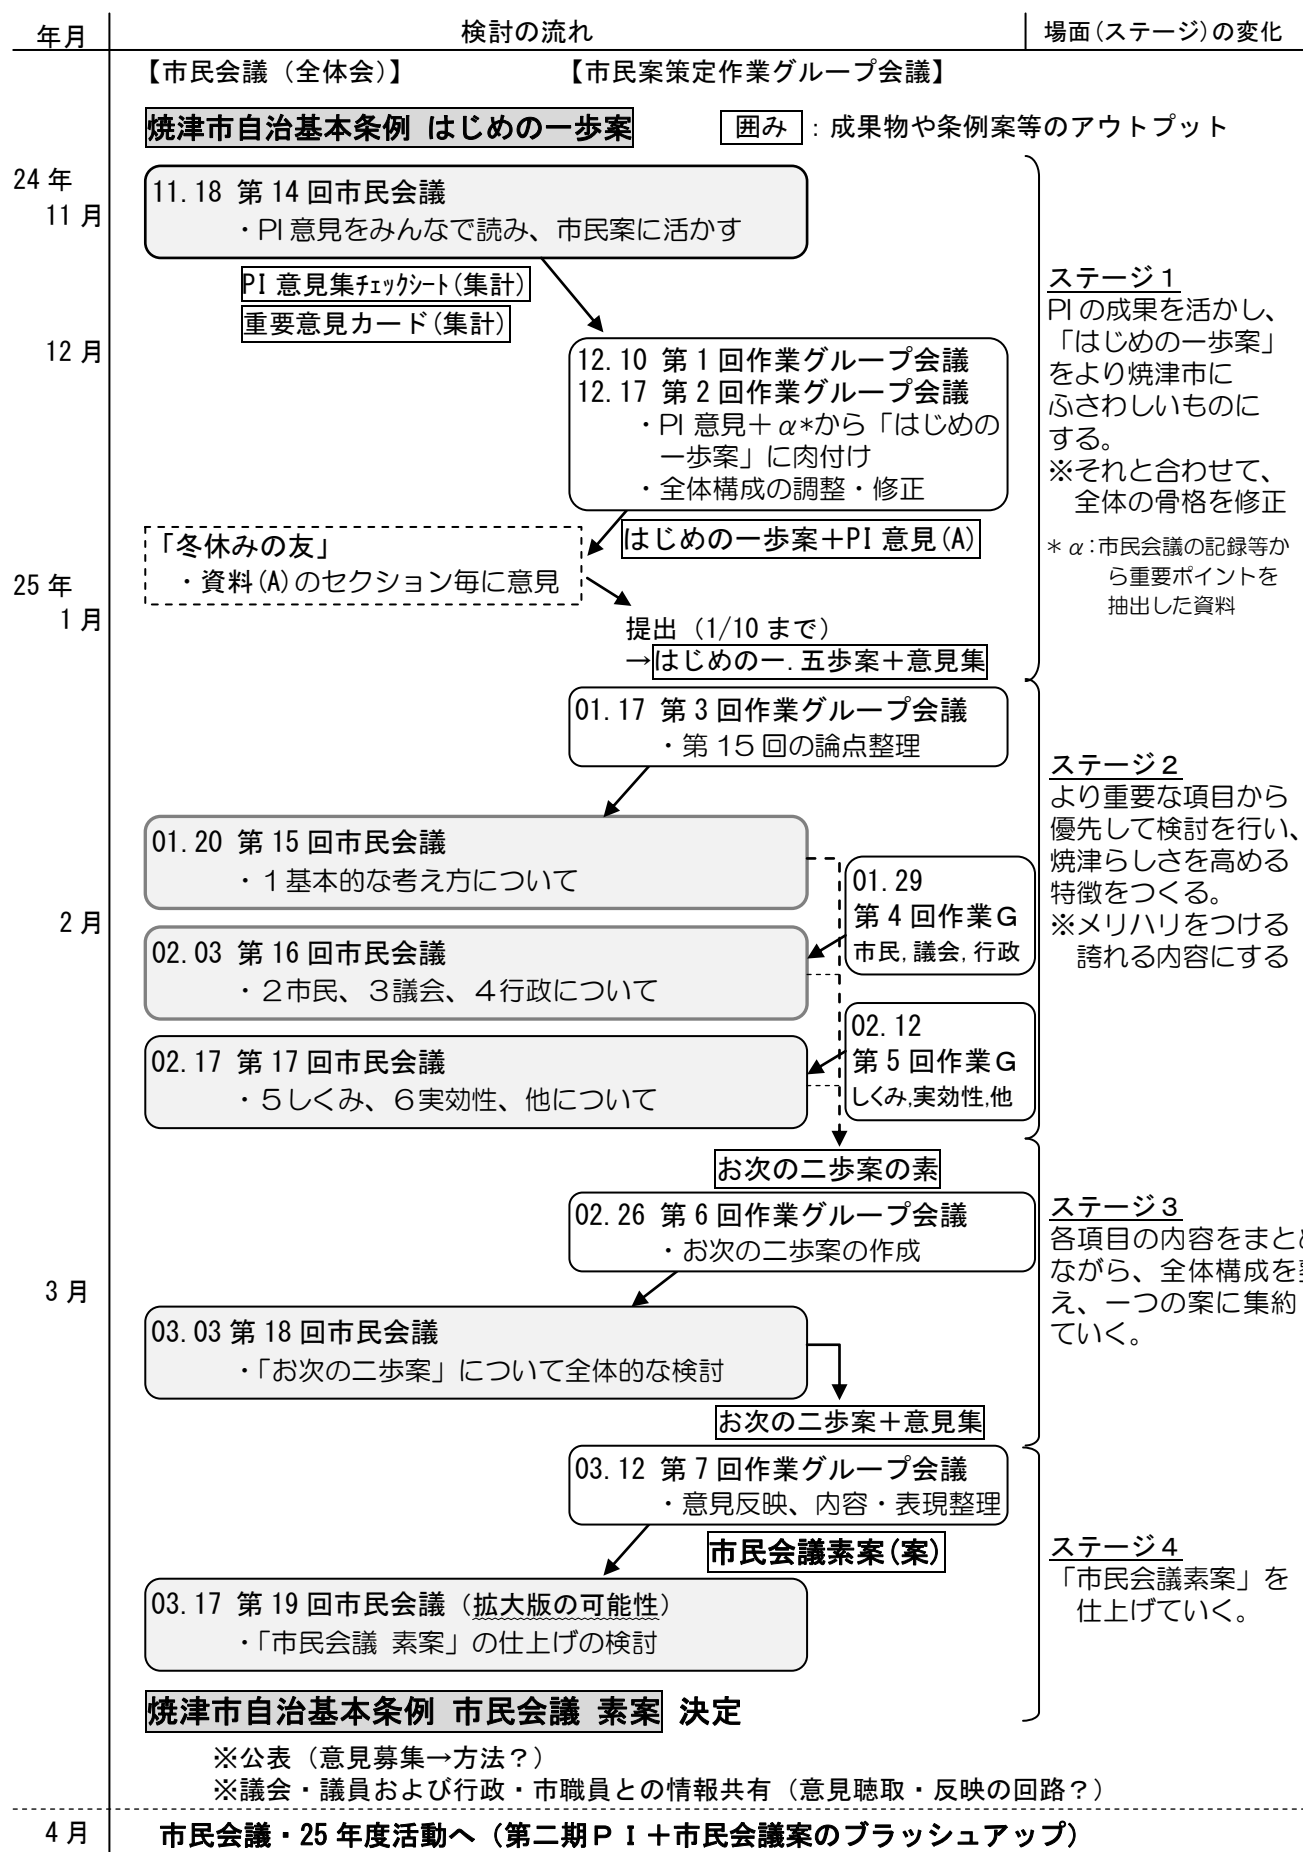 年月
検討の流れ
場面(ステージ)の変化
【市民会議（全体会）】
【市民案策定作業グループ会議】
焼津市自治基本条例 はじめの一歩案
囲み：成果物や条例案等のアウトプット
24年
11月
11.18 第14回市民会議
・PI意見をみんなで読み、市民案に活かす
PI意見集ﾁｪｯｸｼｰﾄ(集計)
重要意見カード(集計)
12月
12.10 第1回作業グループ会議
12.17 第2回作業グループ会議
・PI意見＋α*から「はじめの
一歩案」に肉付け
・全体構成の調整・修正
はじめの一歩案＋PI意見(A)
「冬休みの友」
・資料(A)のセクション毎に意見
25年
1月
提出（1/10まで）
→はじめの一.五歩案＋意見集
ステージ１
PIの成果を活かし、
「はじめの一歩案」
をより焼津市に
ふさわしいものに
する。
※それと合わせて、
全体の骨格を修正
＊α：市民会議の記録等か
ら重要ポイントを
抽出した資料
01.17 第3回作業グループ会議
・第15回の論点整理
01.20 第15回市民会議
・１基本的な考え方について
01.29
第4回作業Ｇ
市民,議会,行政
2月
02.03 第16回市民会議
・２市民、３議会、４行政について
02.12
第5回作業Ｇ
しくみ,実効性,他
02.17 第17回市民会議
・５しくみ、６実効性、他について
ステージ２
より重要な項目から
優先して検討を行い、
焼津らしさを高める
特徴をつくる。
※メリハリをつける
誇れる内容にする
お次の二歩案の素
02.26 第6回作業グループ会議
・お次の二歩案の作成
3月
03.03 第18回市民会議
・「お次の二歩案」について全体的な検討
お次の二歩案＋意見集
ステージ３
各項目の内容をまと
ながら、全体構成を
え、一つの案に集約
ていく。
03.12 第7回作業グループ会議
・意見反映、内容・表現整理
市民会議素案(案)
03.17 第19回市民会議（拡大版の可能性）
・「市民会議 素案」の仕上げの検討
ステージ４
「市民会議素案」を
仕上げていく。
焼津市自治基本条例 市民会議 素案 決定
※公表（意見募集→方法？）
※議会・議員および行政・市職員との情報共有（意見聴取・反映の回路？）
4月
市民会議・25年度活動へ（第二期ＰＩ＋市民会議案のブラッシュアップ）